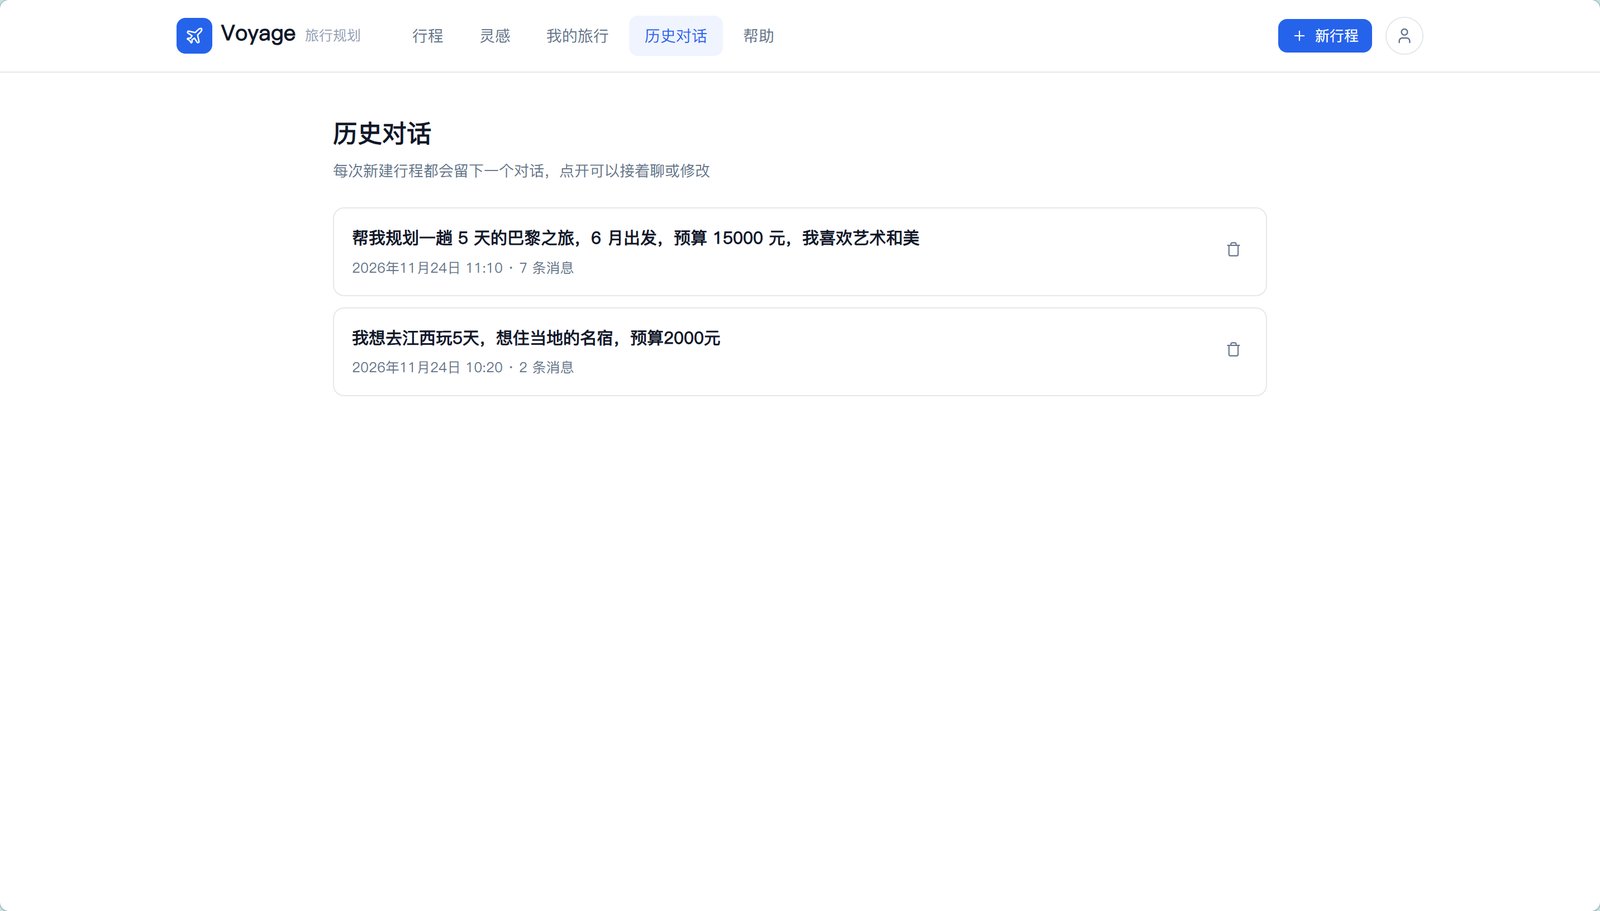 Voyage 旅行规划 行程 灵感 我的旅行 历史对话 帮助 + 新行程
历史对话
每次新建行程都会留下一个对话，点开可以接着聊或修改
帮我规划一趟 5 天的巴黎之旅，6 月出发，预算 15000 元，我喜欢艺术和美
2026年11月24日 11:10 · 7 条消息
我想去江西玩5天，想住当地的名宿，预算2000元
2026年11月24日 10:20 · 2 条消息